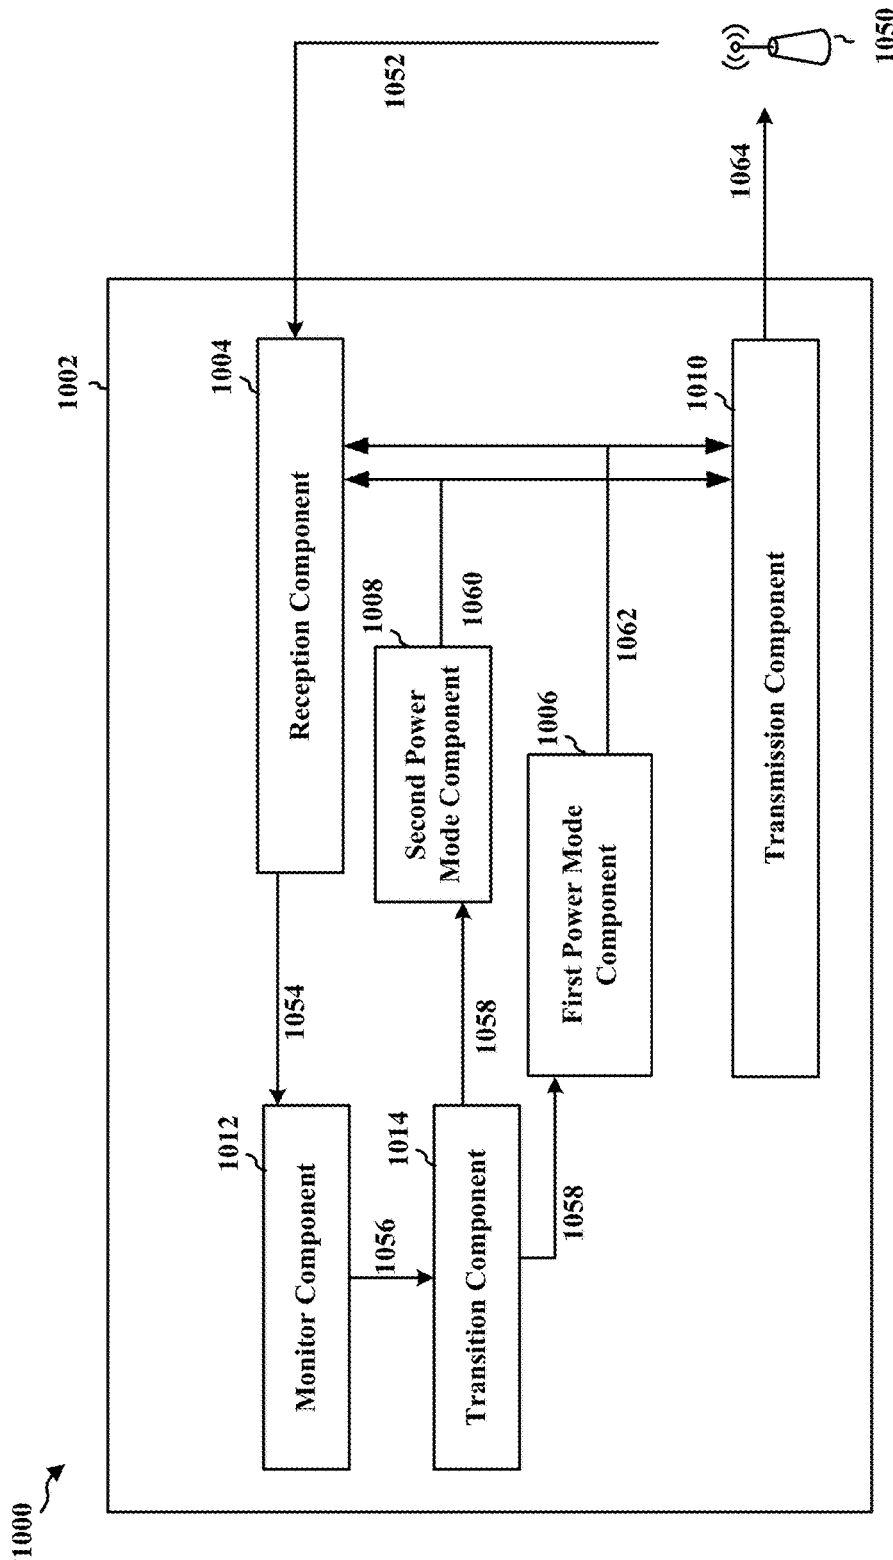 1000
1002
1052
1050
1004
Reception Component
1064
1054
1012
Monitor Component
1056
1008
Second Power
Mode Component
1060
1058
1014
Transition Component
1058
1006
First Power Mode
Component
1062
1010
Transmission Component